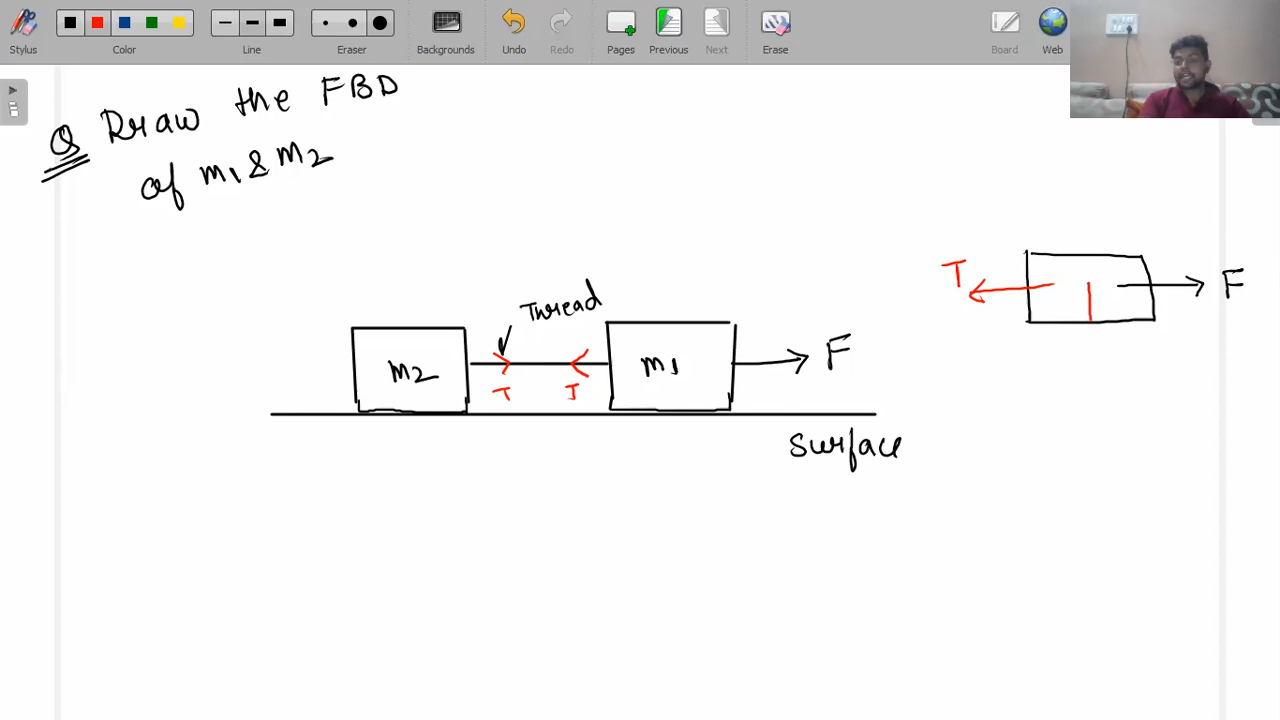 Stylus
Color
Line
Eraser
Backgrounds
Undo
Redo
Pages
Previous
Next
Erase
Board
Web
Q Draw the FBD
of m1 & m2
Thread
m2
T
T
m1
F
Surface
T
F